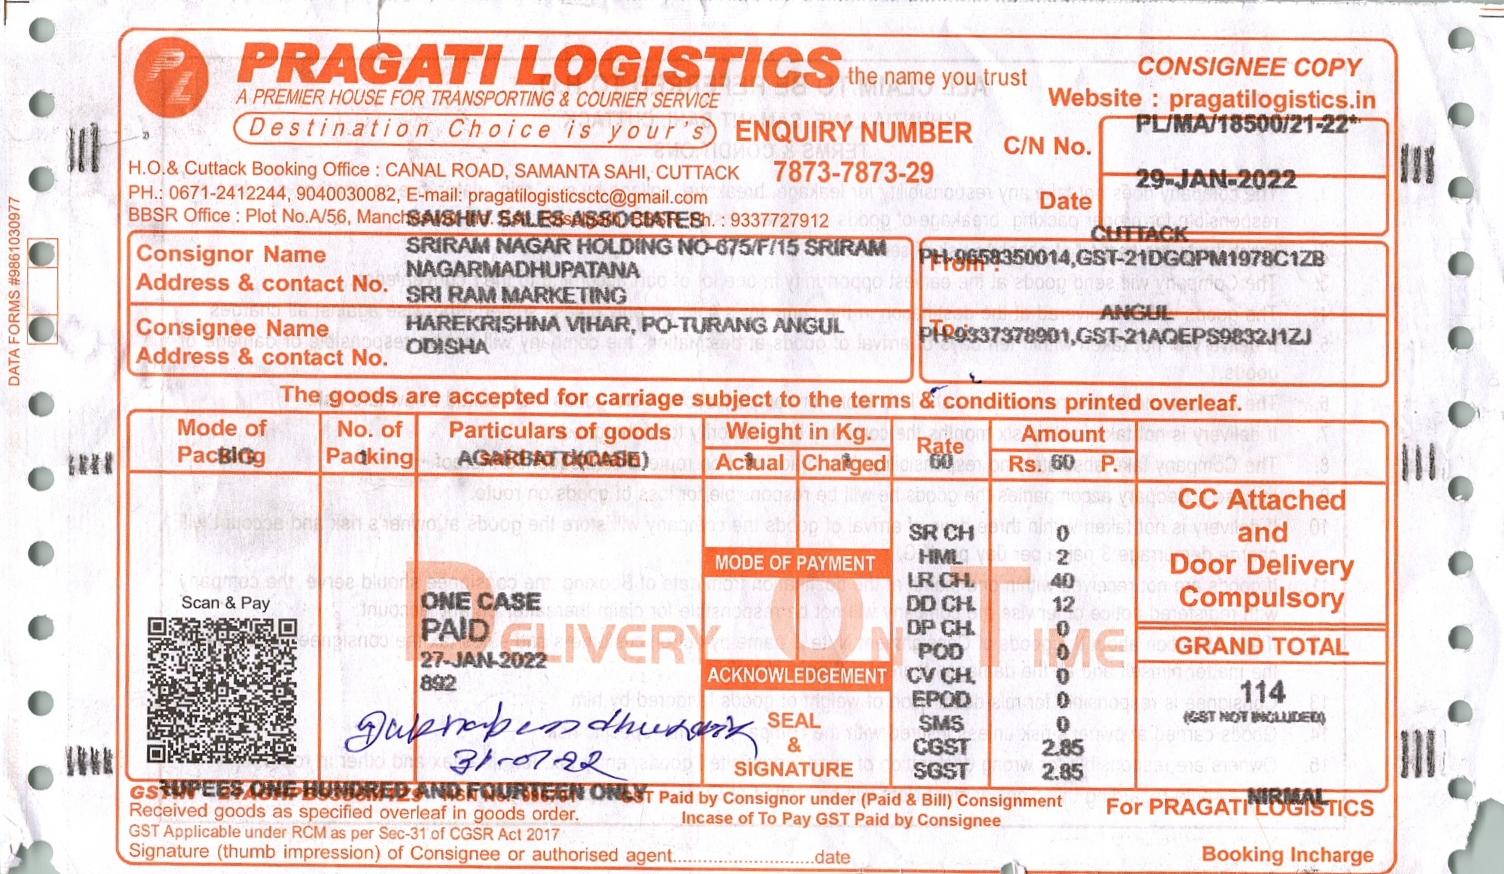 PRAGATI LOGISTICS the name you trust
A PREMIER HOUSE FOR TRANSPORTING & COURIER SERVICE
Destination Choice is your's
CONSIGNEE COPY
Website : pragatilogistics.in
ENQUIRY NUMBER
7873-7873-29
C/N No. PL/MA/18500/21-22*
Date 29-JAN-2022
H.O.& Cuttack Booking Office : CANAL ROAD, SAMANTA SAHI, CUTTACK
PH.: 0671-2412244, 9040030082, E-mail: pragatilogisticsctc@gmail.com
BBSR Office : Plot No.A/56, Ph. : 9337727912
SAISHIV SALES ASSOCIATES
Consignor Name
Address & contact No.
SRIRAM NAGAR HOLDING NO-675/F/15 SRIRAM
NAGARMADHUPATANA
From :
CUTTACK
PH-9658350014,GST-21DGQPM1978C1ZB
SRI RAM MARKETING
Consignee Name
Address & contact No.
HAREKRISHNA VIHAR, PO-TURANG ANGUL
ODISHA
To :
ANGUL
PH-9337378901,GST-21AQEPS9832J1ZJ
The goods are accepted for carriage subject to the terms & conditions printed overleaf.
Mode of Packing
BIG
No. of Packing
1
Particulars of goods
AGARBATTI(CASE)
Weight in Kg.
Actual 1
Charged 1
Rate
60
Amount
Rs. 60 P.
Scan & Pay
ONE CASE
PAID
27-JAN-2022
892
DELIVERY ON TIME
31-01-22
MODE OF PAYMENT
ACKNOWLEDGEMENT
SEAL
&
SIGNATURE
SR CH 0
HML 2
LR CH. 40
DD CH. 12
DP CH. 0
POD 0
CV CH. 0
EPOD 0
SMS 0
CGST 2.85
SGST 2.85
CC Attached
and
Door Delivery
Compulsory
GRAND TOTAL
114
(GST NOT INCLUDED)
RUPEES ONE HUNDRED AND FOURTEEN ONLY
GST Paid by Consignor under (Paid & Bill) Consignment
Incase of To Pay GST Paid by Consignee
Received goods as specified overleaf in goods order.
GST Applicable under RCM as per Sec-31 of CGSR Act 2017
Signature (thumb impression) of Consignee or authorised agent..............................date
NIRMAL
For PRAGATI LOGISTICS
Booking Incharge
DATA FORMS #9861030977